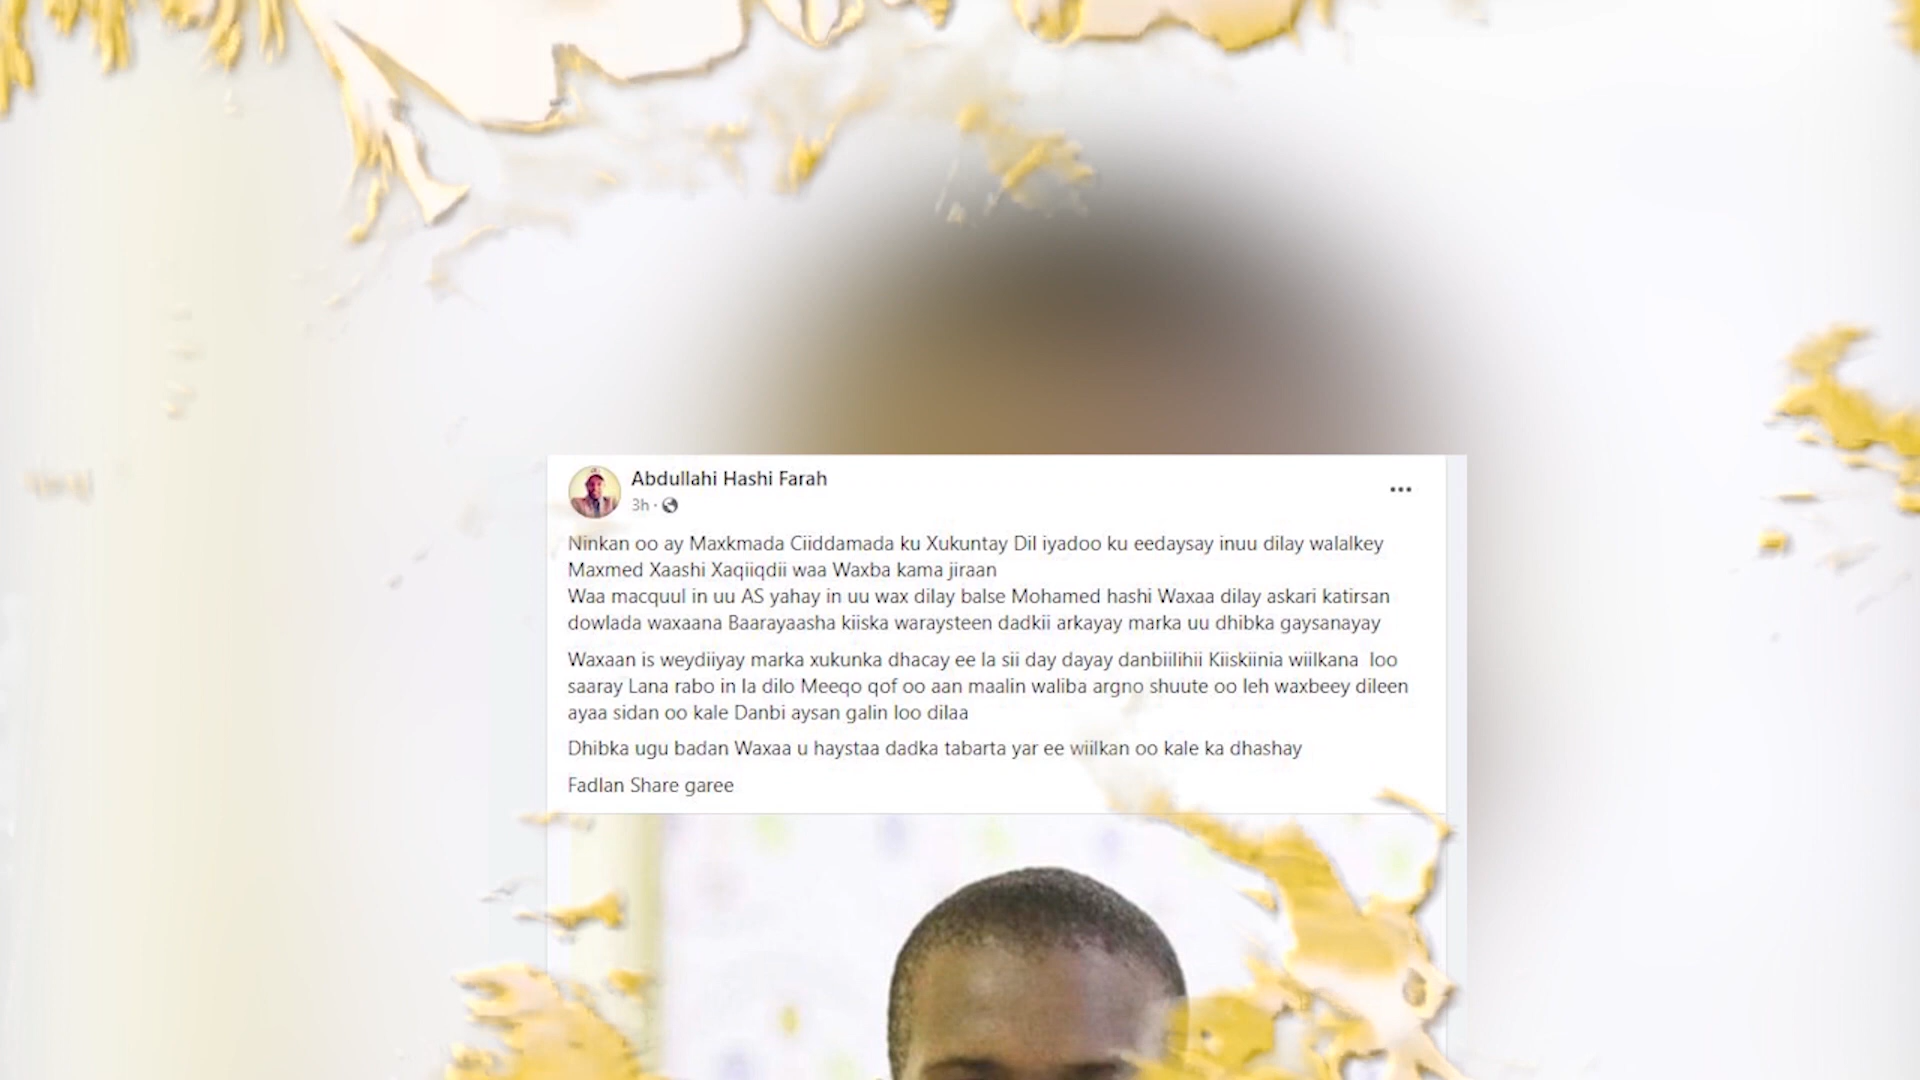 Abdullahi Hashi Farah
3h ·
Ninkan oo ay Maxkmada Ciiddamada ku Xukuntay Dil iyadoo ku eedaysay inuu dilay walalkey
Maxmed Xaashi Xaqiiqdii waa Waxba kama jiraan
Waa macquul in uu AS yahay in uu wax dilay balse Mohamed hashi Waxaa dilay askari katirsan
dowlada waxaana Baarayaasha kiiska waraysteen dadkii arkayay marka uu dhibka gaysanayay
Waxaan is weydiiyay marka xukunka dhacay ee la sii day dayay danbiilihii Kiiskiinia wiilkana loo
saaray Lana rabo in la dilo Meeqo qof oo aan maalin waliba argno shuute oo leh waxbeey dileen
ayaa sidan oo kale Danbi aysan galin loo dilaa
Dhibka ugu badan Waxaa u haystaa dadka tabarta yar ee wiilkan oo kale ka dhashay
Fadlan Share garee